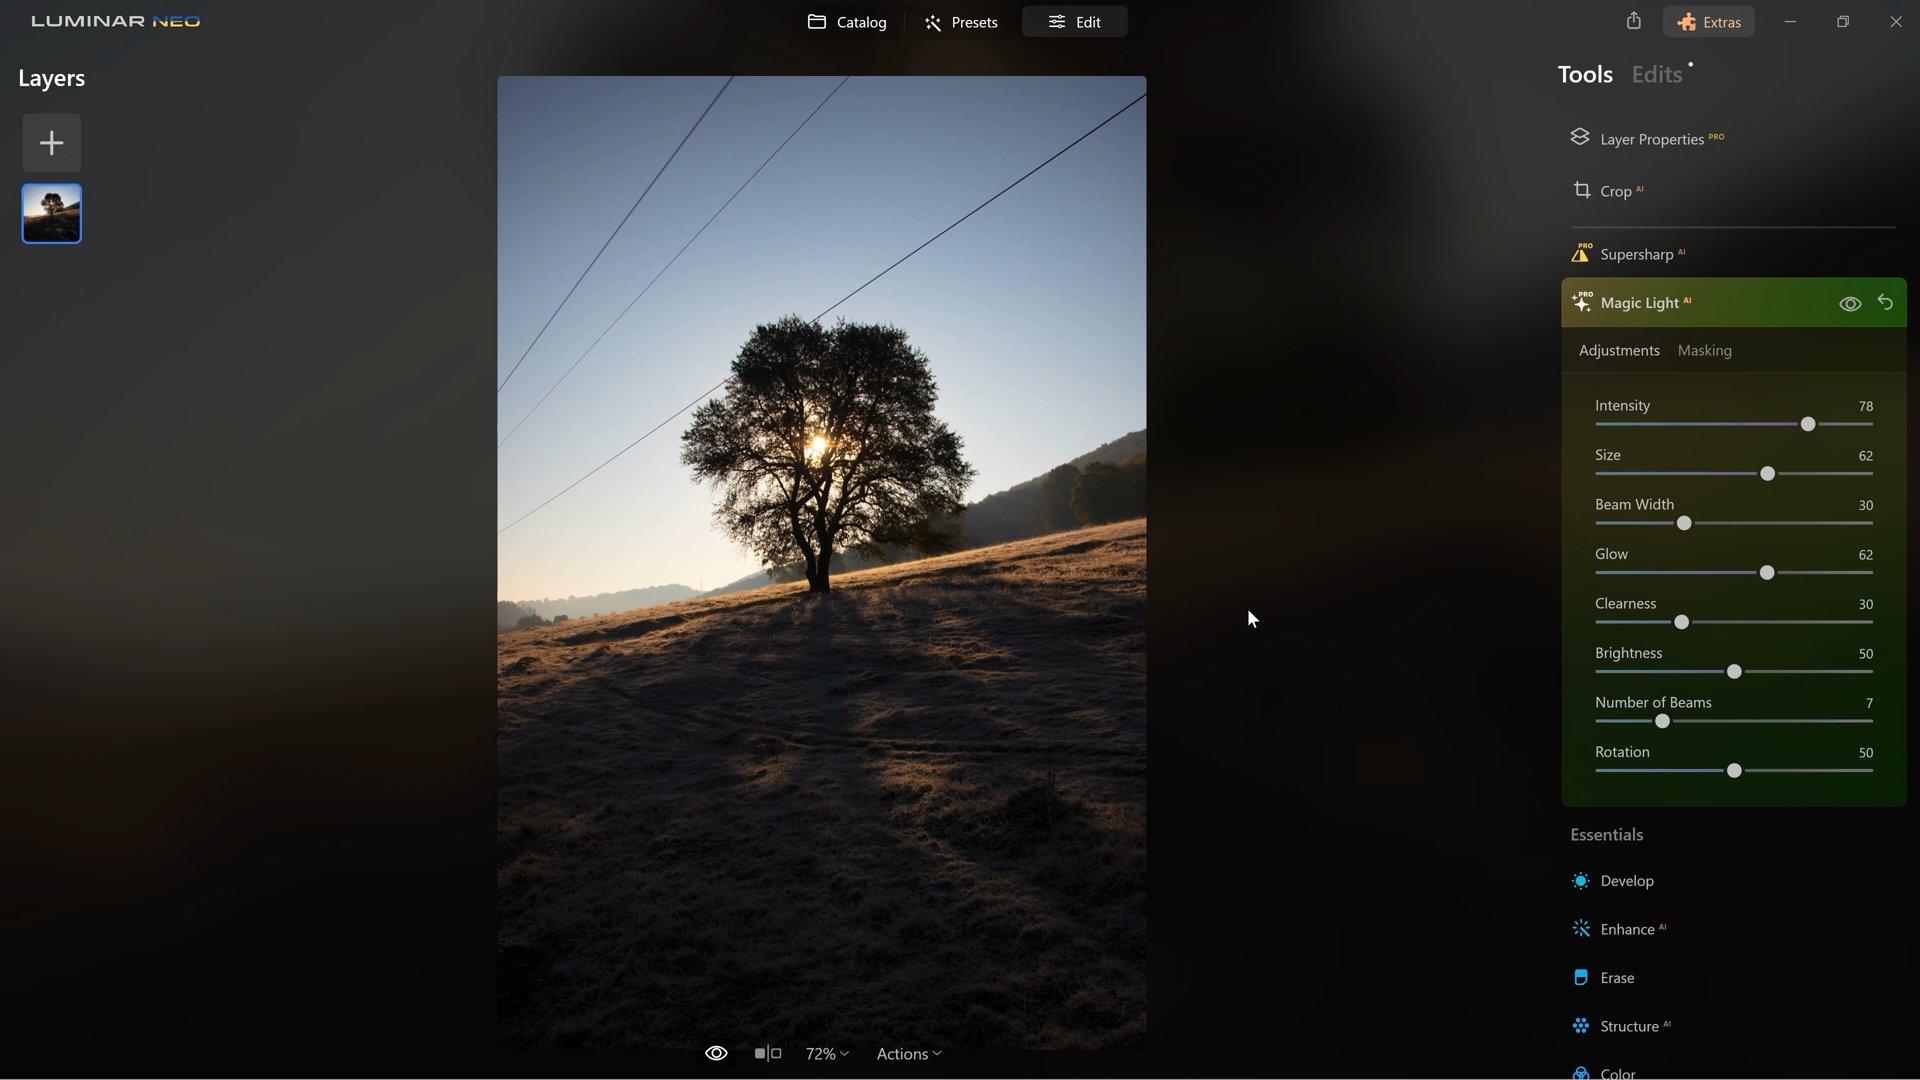 LUMINAR NEO
Catalog
Presets
Edit
Extras
Layers
Tools Edits
Layer Properties PRO
Crop AI
PRO
Supersharp AI
PRO
Magic Light AI
Adjustments Masking
Intensity 78
Size 62
Beam Width 30
Glow 62
Clearness 30
Brightness 50
Number of Beams 7
Rotation 50
Essentials
Develop
Enhance AI
Erase
Structure AI
Color
72% Actions